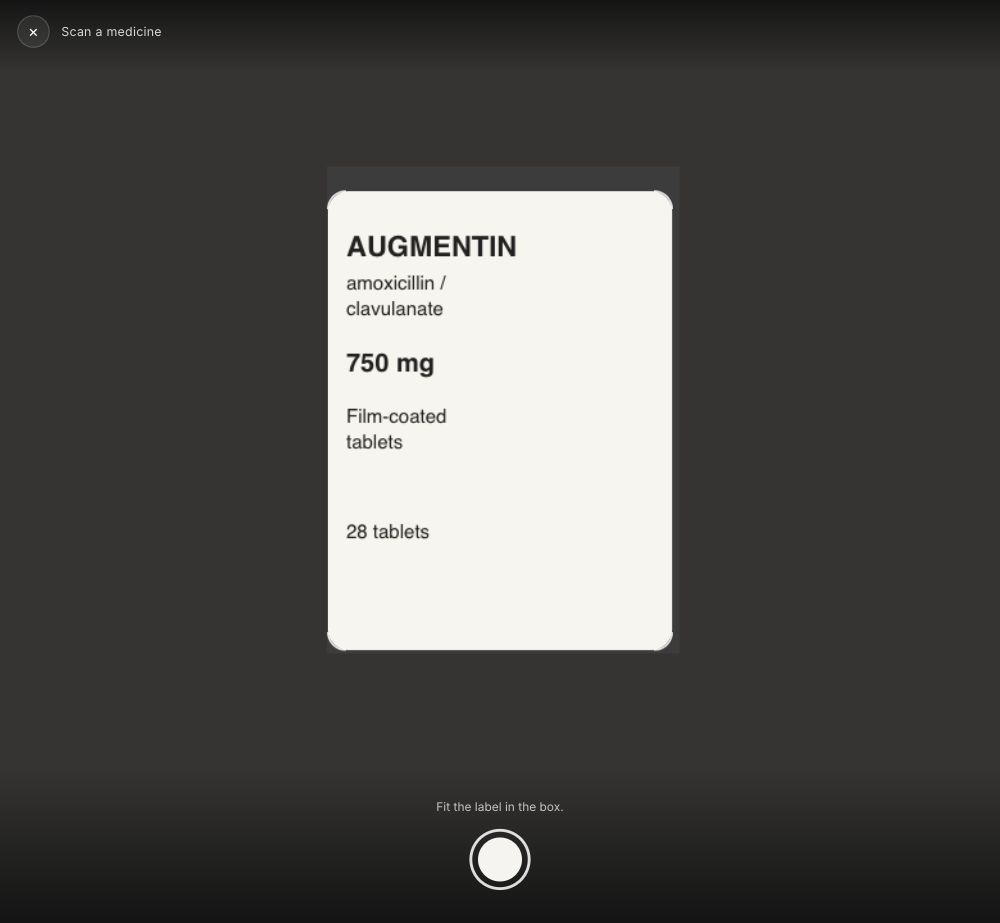 Scan a medicine
AUGMENTIN
amoxicillin /
clavulanate
750 mg
Film-coated
tablets
28 tablets
Fit the label in the box.